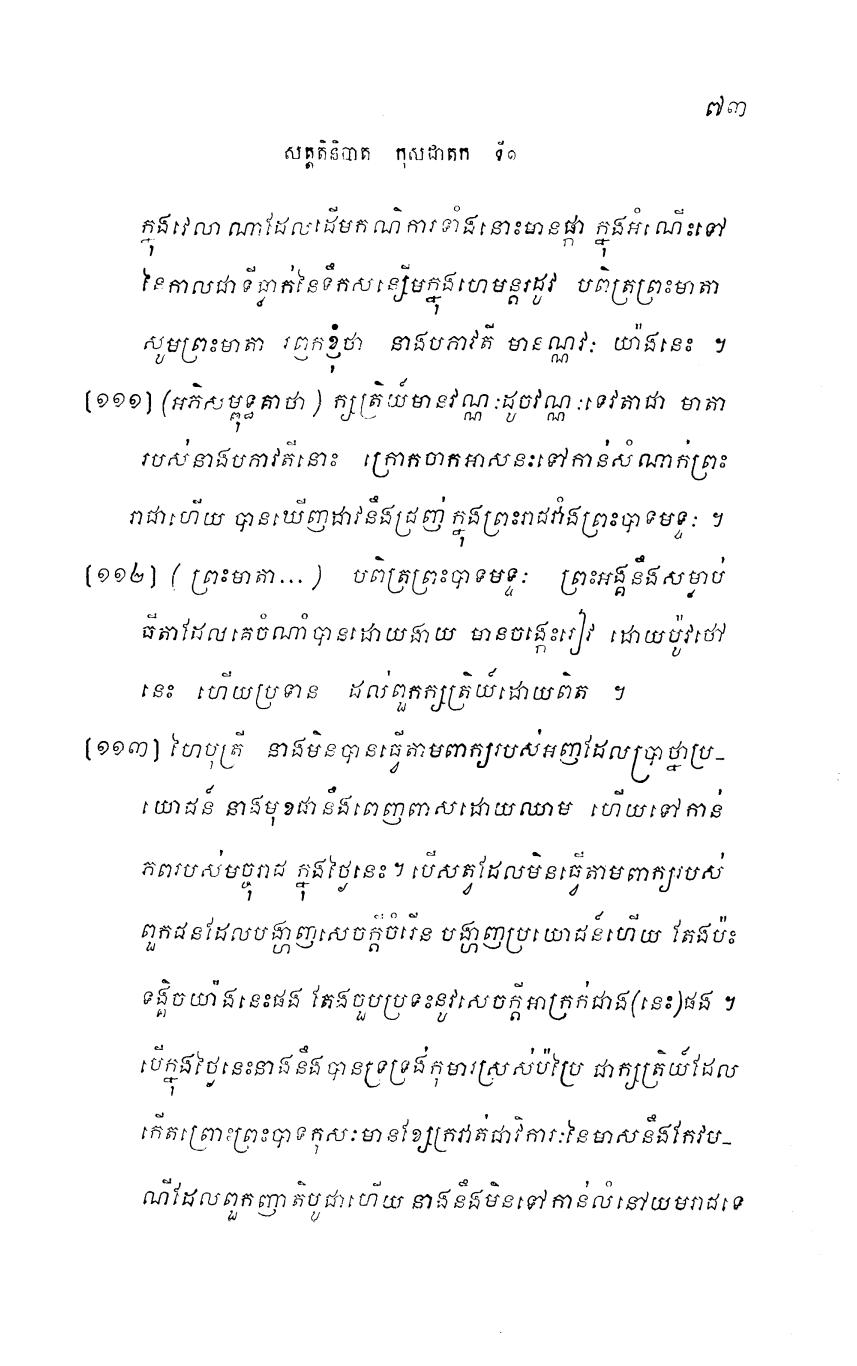 ៧៣
សត្តតិនិបាត កុសជាតក ទី១
ក្នុងវេលា ណាដែលដើមកណិការទាំងនោះមានផ្កា ក្នុងអំណើះទៅ
នៃកាលជាទីធ្លាក់នៃទឹកសន្សើមក្នុងហេមន្តរដូវ បពិត្រព្រះមាតា
សូមព្រះមាតា រឭកខ្ញុំថា នាងបភាវតី មានវណ្ណៈ យ៉ាងនេះ ។
[១១១] (អភិសម្ពុទ្ធគាថា) ក្សត្រិយ៍មានវណ្ណៈដូចវណ្ណៈទេវតាជា មាតា
របស់នាងបភាវតីនោះ ក្រោកចាកអាសនៈទៅកាន់សំណាក់ព្រះ
រាជាហើយ បានឃើញដាវនឹងជ្រញ់ ក្នុងព្រះរាជវាំងព្រះបាទមទ្ទៈ ។
[១១២] (ព្រះមាតា...) បពិត្រព្រះបាទមទ្ទៈ ព្រះអង្គនឹងសម្លាប់
ធីតាដែលគេចំណាំបានដោយងាយ មានចង្កេះរៀវ ដោយប៉ូវថៅ
នេះ ហើយប្រទាន ដល់ពួកក្សត្រិយ៍ដោយពិត ។
[១១៣] ហៃបុត្រី នាងមិនបានធ្វើតាមពាក្យរបស់អញដែលប្រាថ្នាប្រ-
យោជន៍ នាងមុខជានឹងពេញពាសដោយឈាម ហើយទៅកាន់
ភពរបស់មច្ចុរាជ ក្នុងថ្ងៃនេះ ។ បើសត្វដែលមិនធ្វើតាមពាក្យរបស់
ពួកជនដែលបង្ហាញសេចក្ដីចំរើន បង្ហាញប្រយោជន៍ហើយ តែងប៉ះ
ទង្គិចយ៉ាងនេះផង តែងចួបប្រទះនូវសេចក្ដីអាក្រក់ជាង(នេះ)ផង ។
បើក្នុងថ្ងៃនេះនាងនឹងបានទ្រទ្រង់កុមារស្រស់ប៉ប្រៃ ជាក្សត្រិយ៍ដែល
កើតព្រោះព្រះបាទកុសៈមានខ្សែក្រវាត់ជាវិការៈនៃមាសនឹងកែវប-
ណីដែលពួកញាតិបូជាហើយ នាងនឹងមិនទៅកាន់លំនៅយមរាជទេ